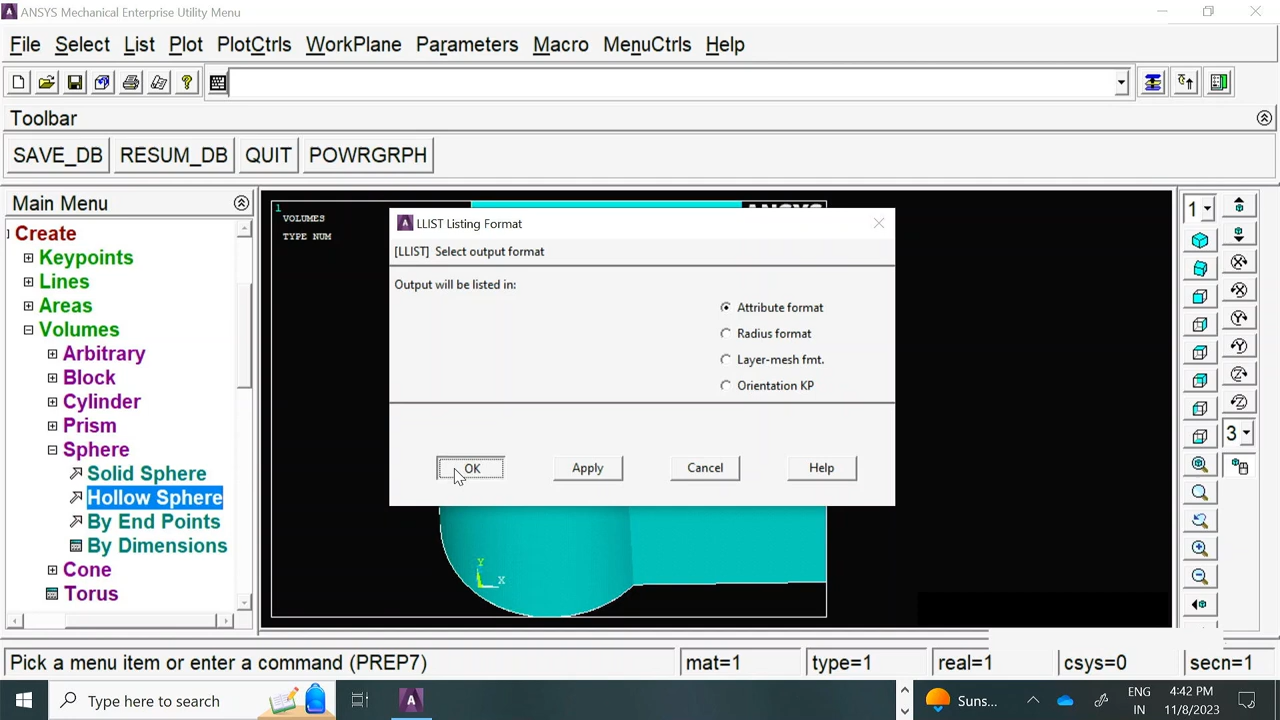 ANSYS Mechanical Enterprise Utility Menu
File Select List Plot PlotCtrls WorkPlane Parameters Macro MenuCtrls Help
Toolbar
SAVE_DB RESUM_DB QUIT POWRGRPH
Main Menu
Create
Keypoints
Lines
Areas
Volumes
Arbitrary
Block
Cylinder
Prism
Sphere
Solid Sphere
Hollow Sphere
By End Points
By Dimensions
Cone
Torus
1
VOLUMES
TYPE NUM
ANSYS
LLIST Listing Format
[LLIST] Select output format
Output will be listed in:
Attribute format
Radius format
Layer-mesh fmt.
Orientation KP
OK Apply Cancel Help
Y
X
1
3
Pick a menu item or enter a command (PREP7) mat=1 type=1 real=1 csys=0 secn=1
Type here to search
Suns...
ENG
IN
4:42 PM
11/8/2023